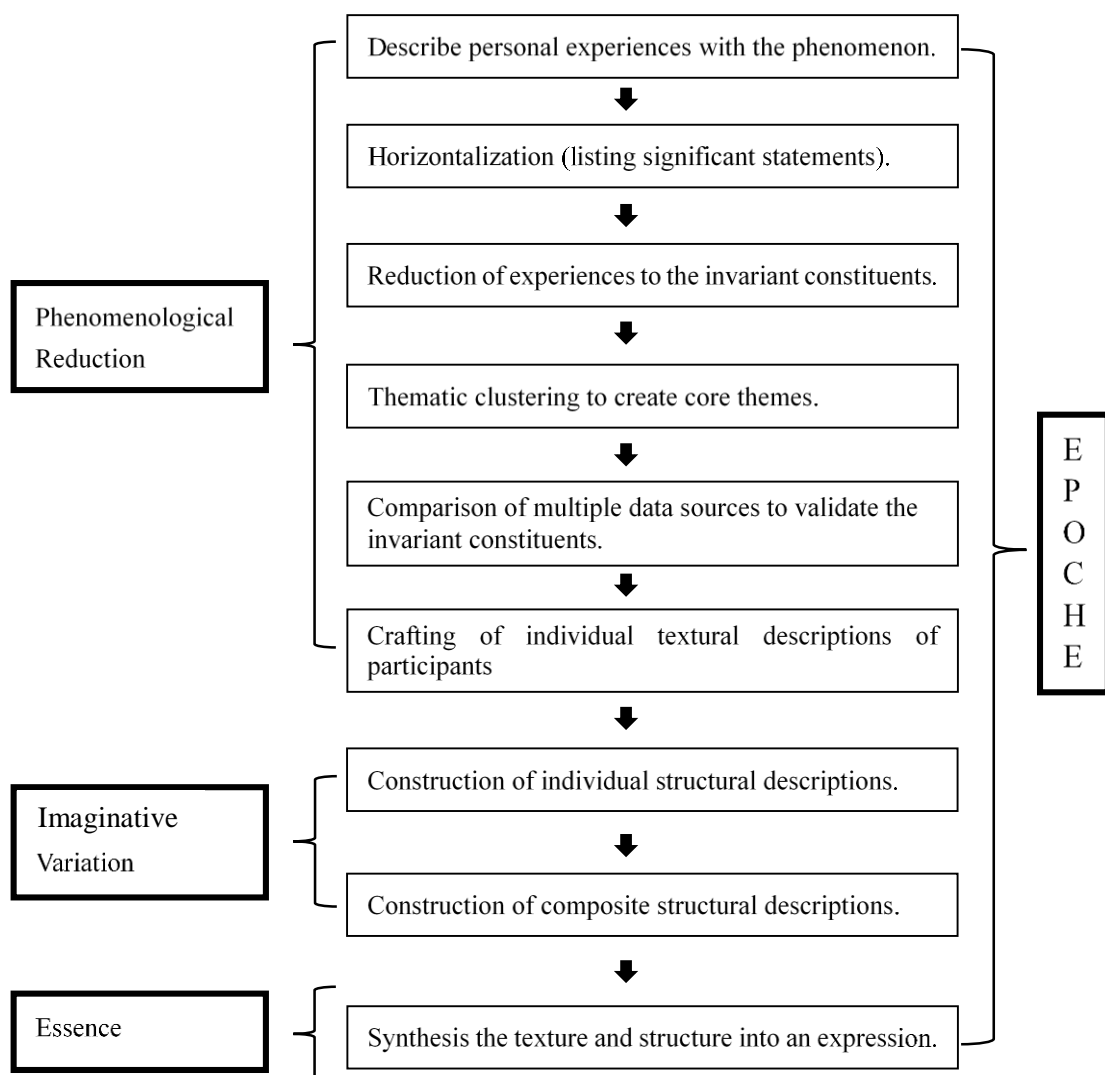 Describe personal experiences with the phenomenon.
Horizontalization (listing significant statements).
Reduction of experiences to the invariant constituents.
Phenomenological
Reduction
Thematic clustering to create core themes.
Comparison of multiple data sources to validate the
invariant constituents.
Crafting of individual textural descriptions of
participants
E
P
O
C
H
E
Construction of individual structural descriptions.
Imaginative
Variation
Construction of composite structural descriptions.
Essence
Synthesis the texture and structure into an expression.